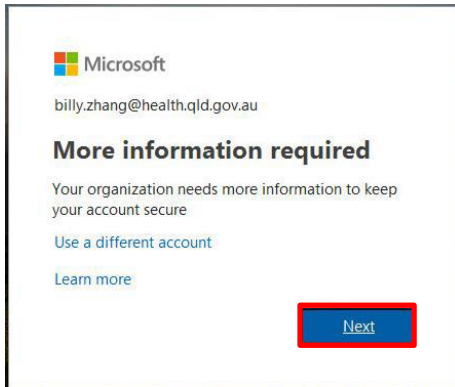 Microsoft
billy.zhang@health.qld.gov.au
More information required
Your organization needs more information to keep
your account secure
Use a different account
Learn more
Next